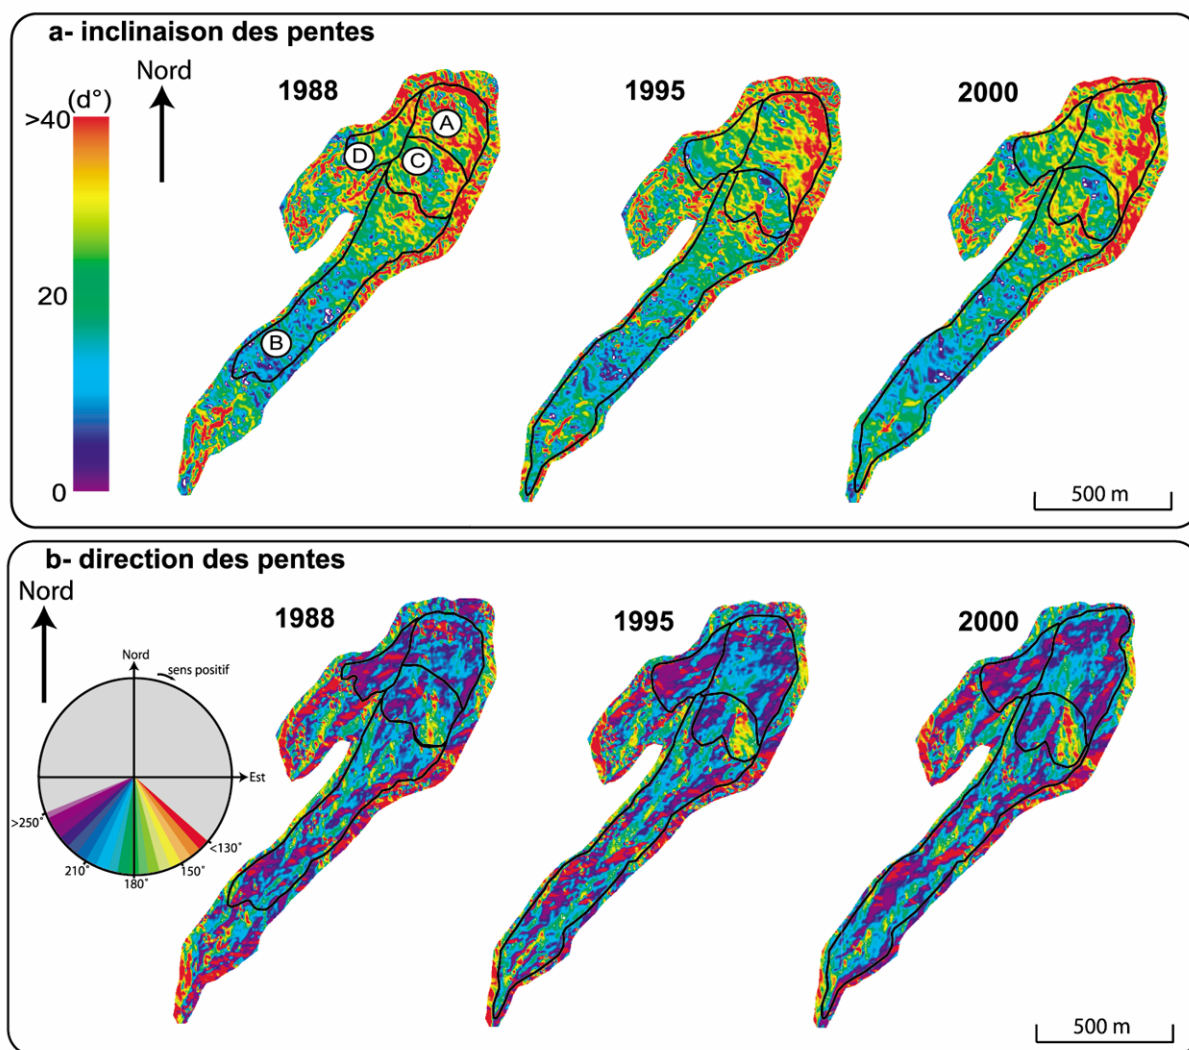 a- inclinaison des pentes
Nord
(d°)
>40
20
0
1988
1995
2000
A
D
C
B
500 m
b- direction des pentes
Nord
1988
1995
2000
Nord
sens positif
Est
>250°
<130°
210°
150°
180°
500 m